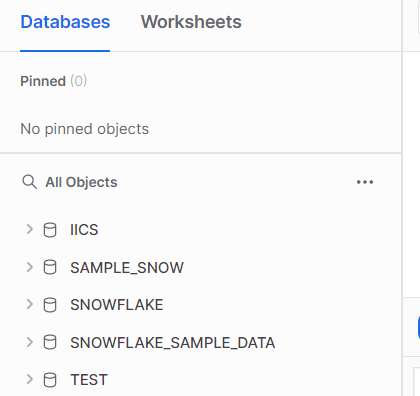 Databases Worksheets
Pinned (0)
No pinned objects
All Objects
IICS
SAMPLE_SNOW
SNOWFLAKE
SNOWFLAKE_SAMPLE_DATA
TEST